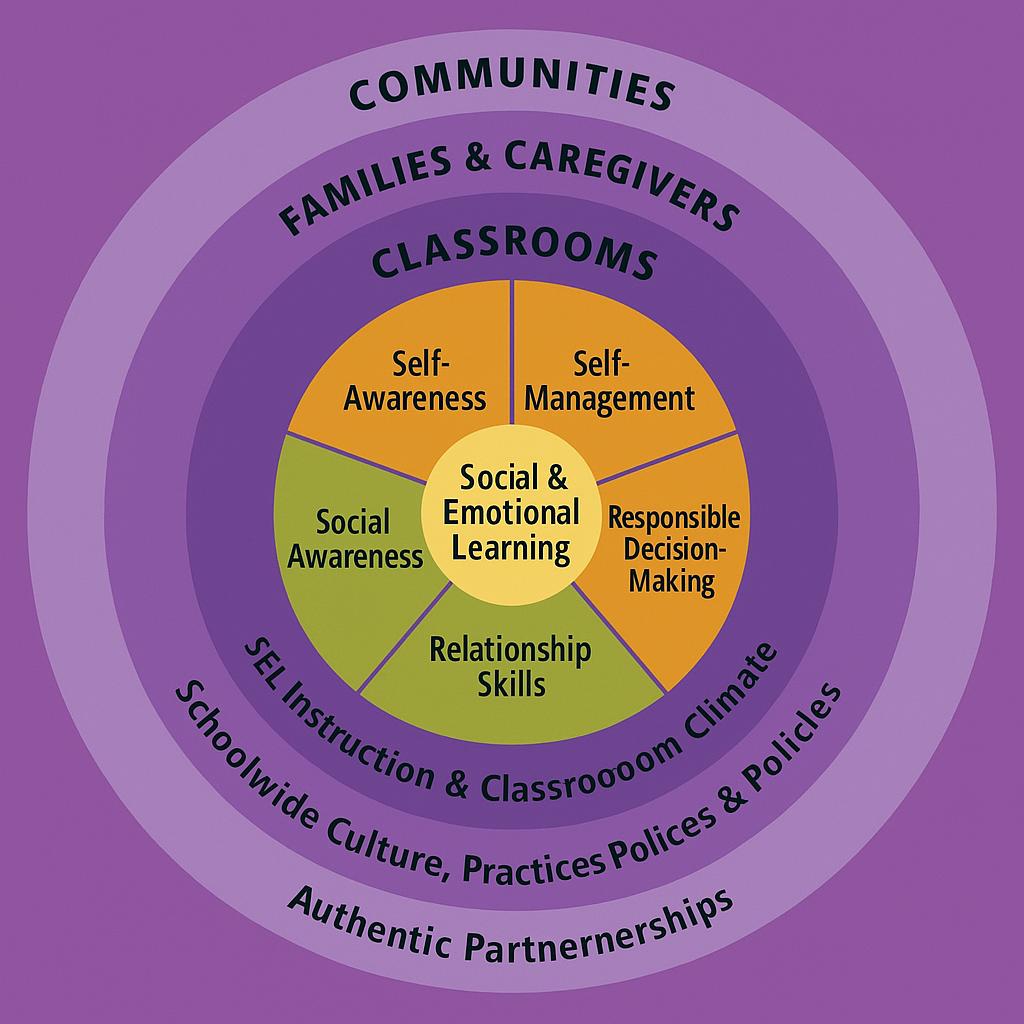 COMMUNITIES
FAMILIES & CAREGIVERS
CLASSROOMS
Self-
Awareness
Self-
Management
Social &
Emotional
Learning
Social
Awareness
Responsible
Decision-
Making
Relationship
Skills
SEL Instruction & Classroooom Climate
Schoolwide Culture, Practices Polices & Policles
Authentic Partnernerships